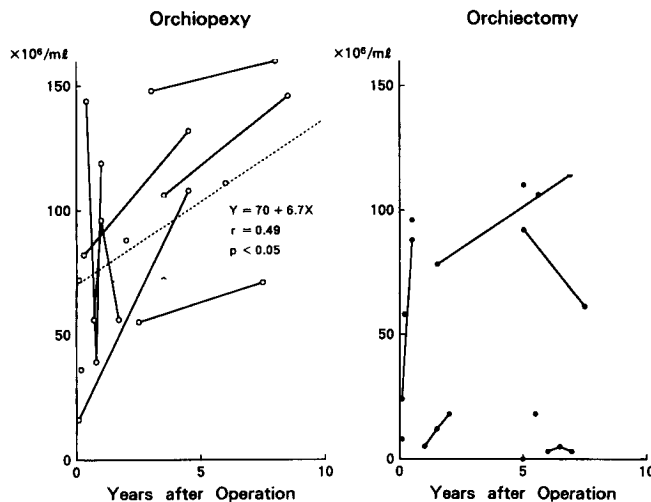 Orchiopexy
×10⁶/mℓ
150
100
50
0
0
5
10
Y = 70 + 6.7X
r = 0.49
p < 0.05
Years after Operation
Orchiectomy
×10⁶/mℓ
150
100
50
0
0
5
10
Years after Operation